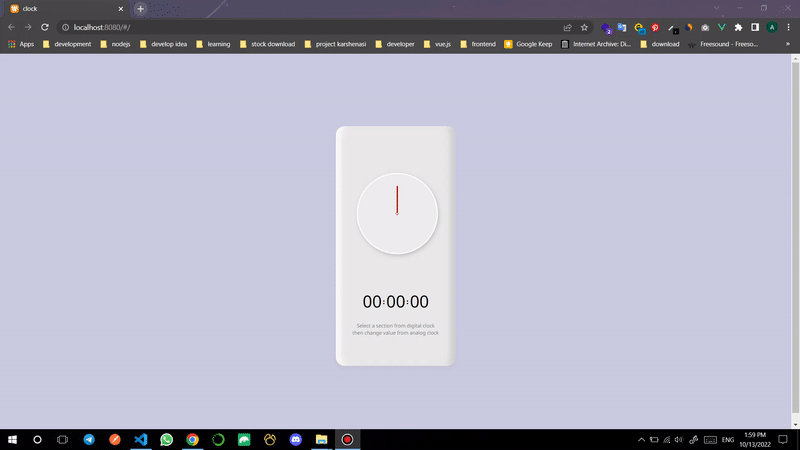 clock
localhost:8080/#/
Apps development nodejs develop idea learning stock download project karshenasi developer vue.js frontend Google Keep Internet Archive: Di... download Freesound - Freeso... »
00:00:00
Select a section from digital clock
then change value from analog clock
ENG
1:59 PM
10/13/2022